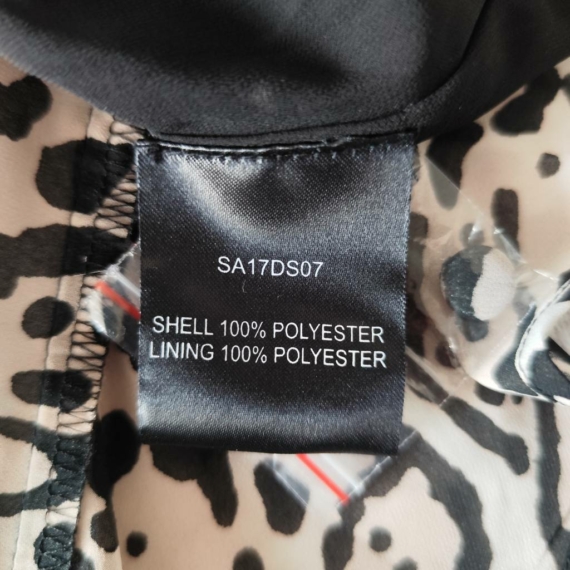 SA17DS07
SHELL 100% POLYESTER
LINING 100% POLYESTER